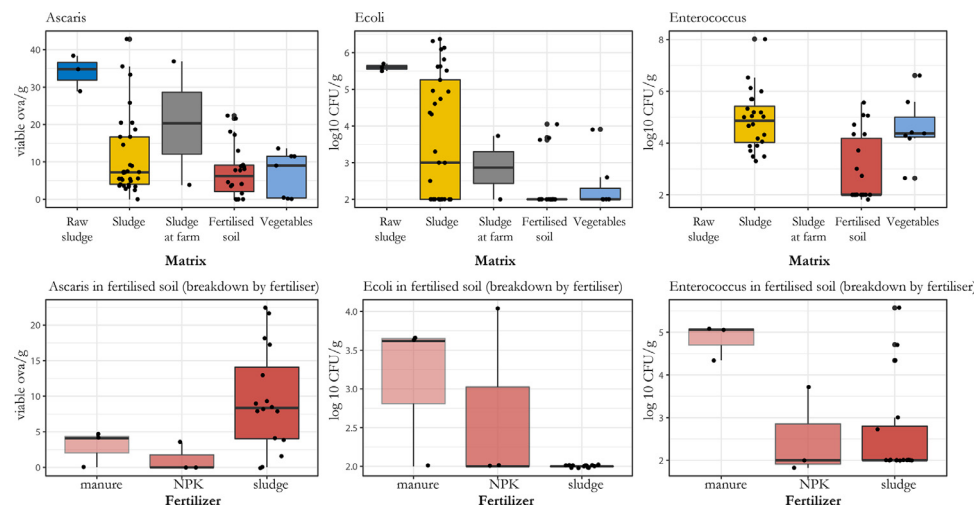 Ascaris
viable ova/g
40
30
20
10
0
Raw
sludge
Sludge
Sludge
at farm
Fertilised
soil
Vegetables
Matrix
Ecoli
log10 CFU/g
6
5
4
3
2
Raw
sludge
Sludge
Sludge
at farm
Fertilised
soil
Vegetables
Matrix
Enterococcus
log10 CFU/g
8
6
4
2
Raw
sludge
Sludge
Sludge
at farm
Fertilised
soil
Vegetables
Matrix
Ascaris in fertilised soil (breakdown by fertiliser)
viable ova/g
20
15
10
5
0
manure
NPK
sludge
Fertilizer
Ecoli in fertilised soil (breakdown by fertiliser)
log 10 CFU/g
4.0
3.5
3.0
2.5
2.0
manure
NPK
sludge
Fertilizer
Enterococcus in fertilised soil (breakdown by fertiliser)
log 10 CFU/g
5
4
3
2
manure
NPK
sludge
Fertilizer